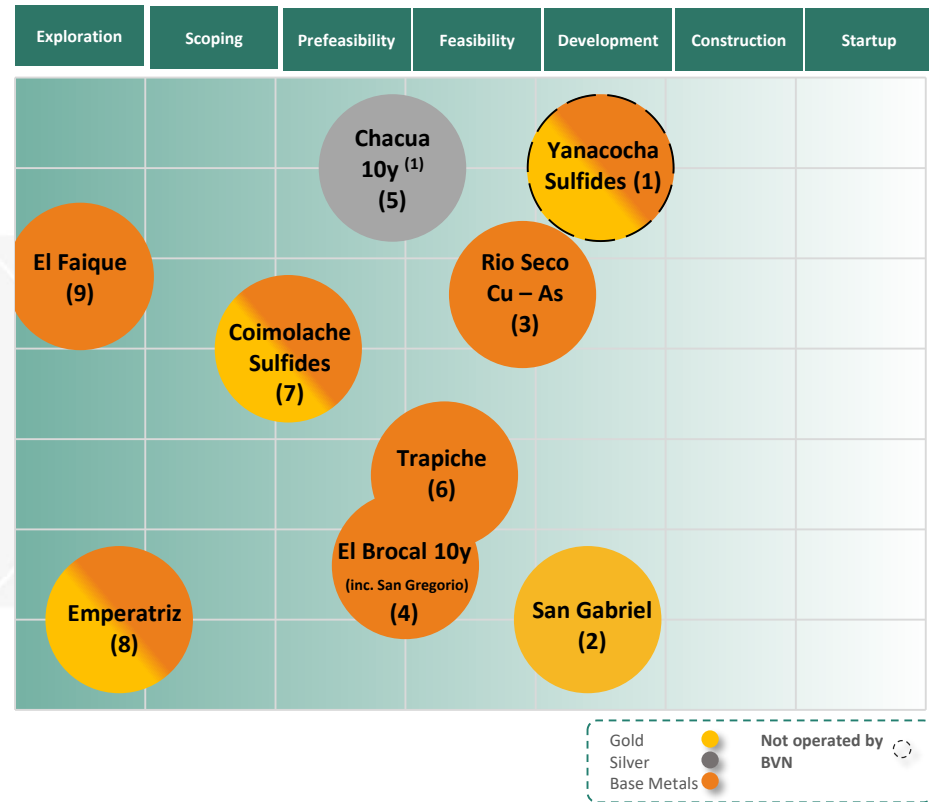 Exploration
Scoping
Prefeasibility
Feasibility
Development
Construction
Startup
Chacua
10y (1)
(5)
Yanacocha
Sulfides (1)
El Faique
(9)
Rio Seco
Cu – As
(3)
Coimolache
Sulfides
(7)
Trapiche
(6)
El Brocal 10y
(inc. San Gregorio)
(4)
Emperatriz
(8)
San Gabriel
(2)
Gold
Silver
Base Metals
Not operated by
BVN